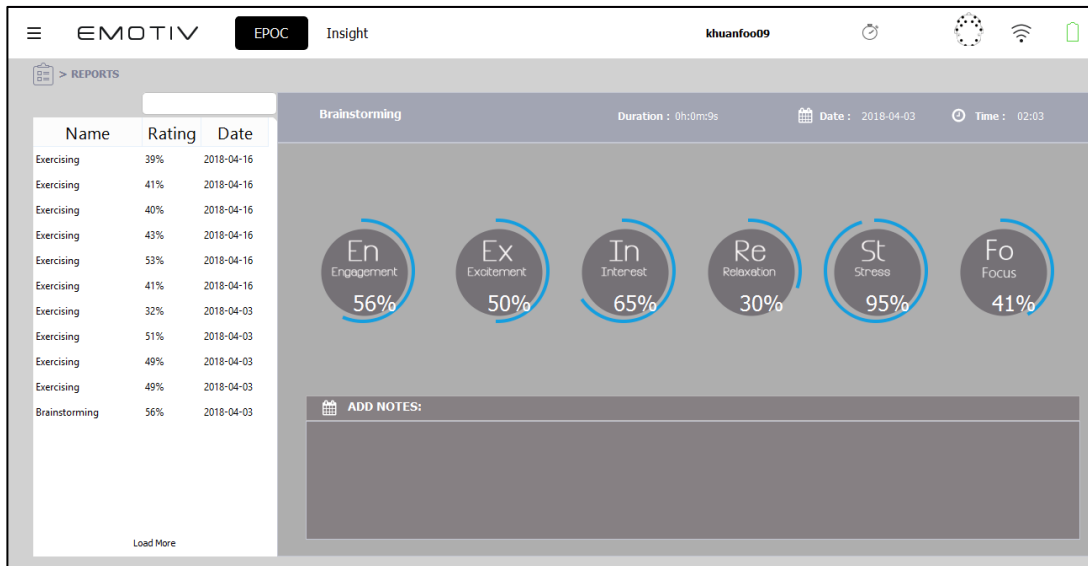 EMOTIV EPOC Insight khuanfoo09
> REPORTS
Brainstorming Duration : 0h:0m:9s Date : 2018-04-03 Time : 02:03
Name Rating Date
Exercising 39% 2018-04-16
Exercising 41% 2018-04-16
Exercising 40% 2018-04-16
Exercising 43% 2018-04-16
Exercising 53% 2018-04-16
Exercising 41% 2018-04-16
Exercising 32% 2018-04-03
Exercising 51% 2018-04-03
Exercising 49% 2018-04-03
Exercising 49% 2018-04-03
Brainstorming 56% 2018-04-03
Load More
En Ex In Re St Fo
Engagement Excitement Interest Relaxation Stress Focus
56% 50% 65% 30% 95% 41%
ADD NOTES: